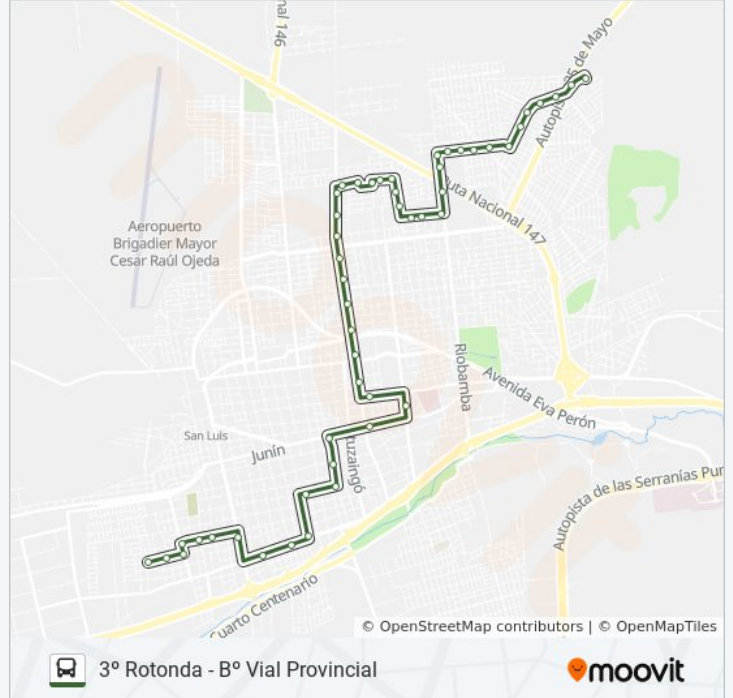 nal 146
Autopista 25 de Mayo
Ruta Nacional 147
Aeropuerto
Brigadier Mayor
Cesar Raúl Ojeda
Riobamba
Avenida Eva Perón
San Luis
Junín
tuzaingó
Autopista de las Serranías Pun
Cuarto Centenario
© OpenStreetMap contributors | © OpenMapTiles
3º Rotonda - Bº Vial Provincial
moovit